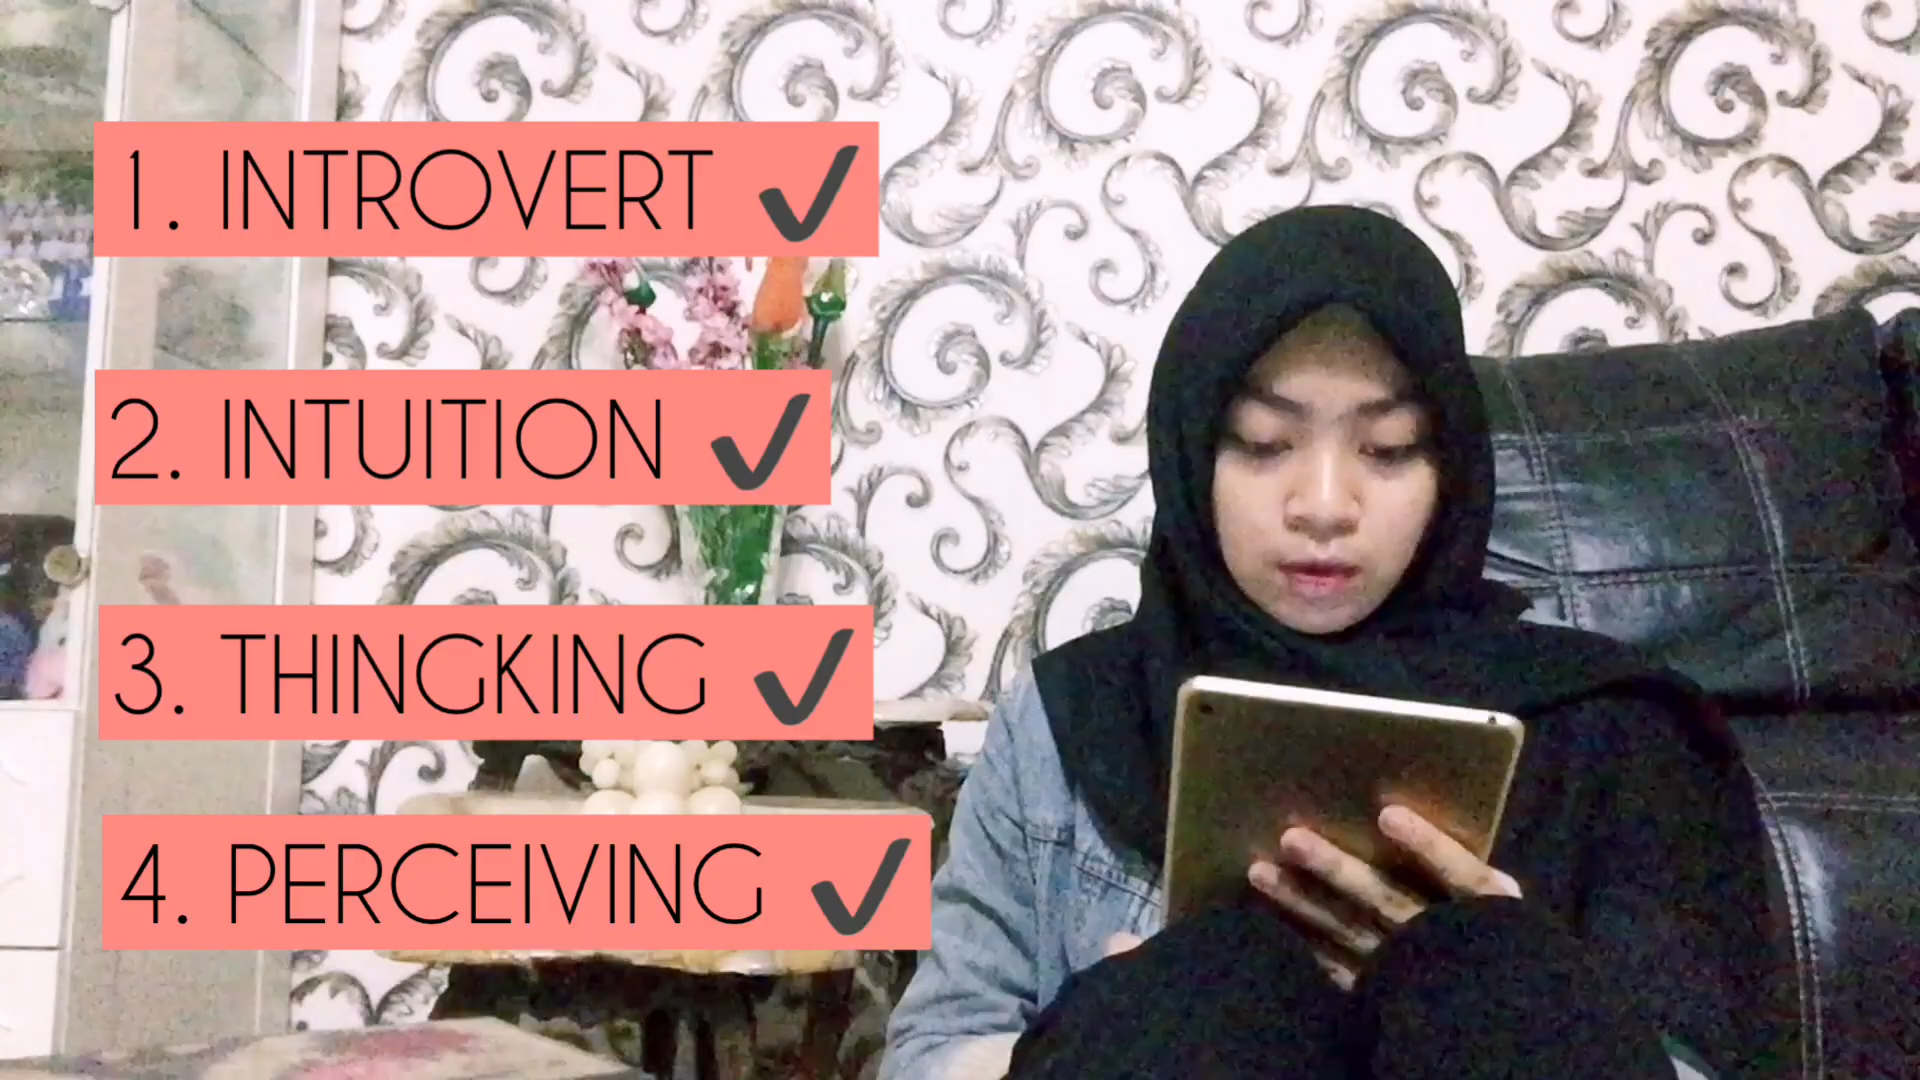 1. INTROVERT ✔
2. INTUITION ✔
3. THINGKING ✔
4. PERCEIVING ✔